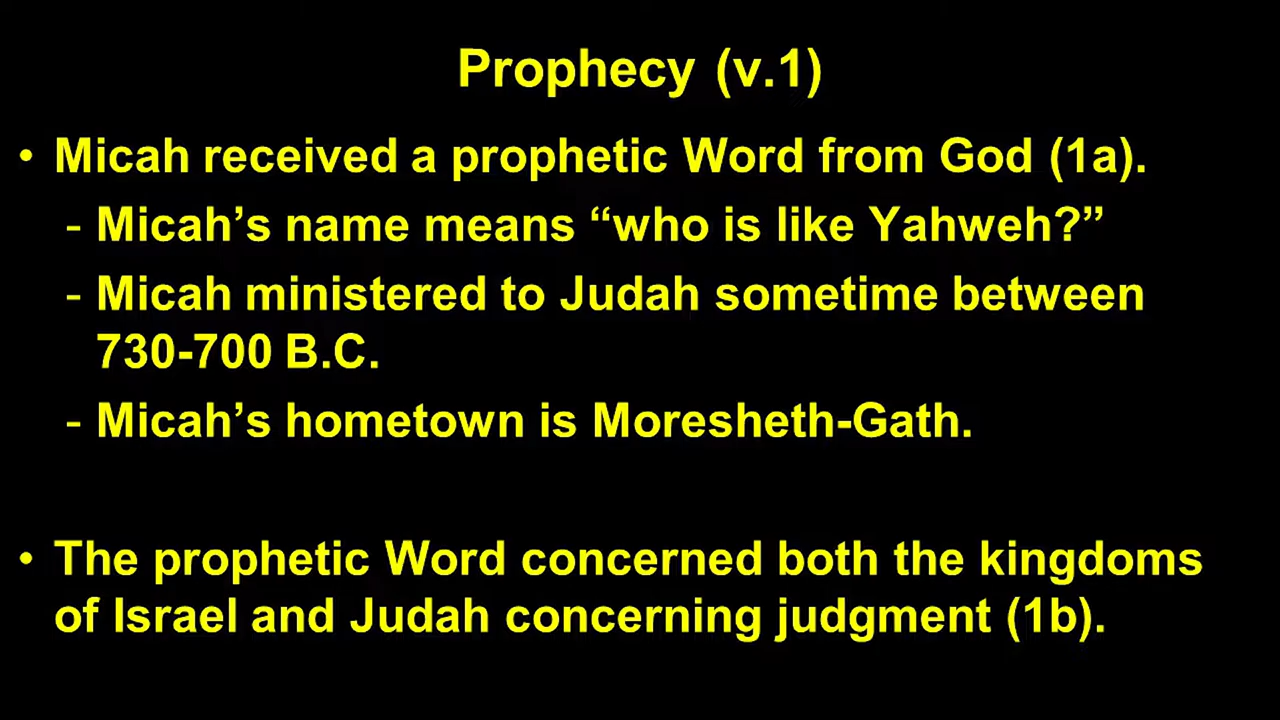 Prophecy (v.1)
• Micah received a prophetic Word from God (1a).
- Micah’s name means “who is like Yahweh?”
- Micah ministered to Judah sometime between
730-700 B.C.
- Micah’s hometown is Moresheth-Gath.
• The prophetic Word concerned both the kingdoms
of Israel and Judah concerning judgment (1b).